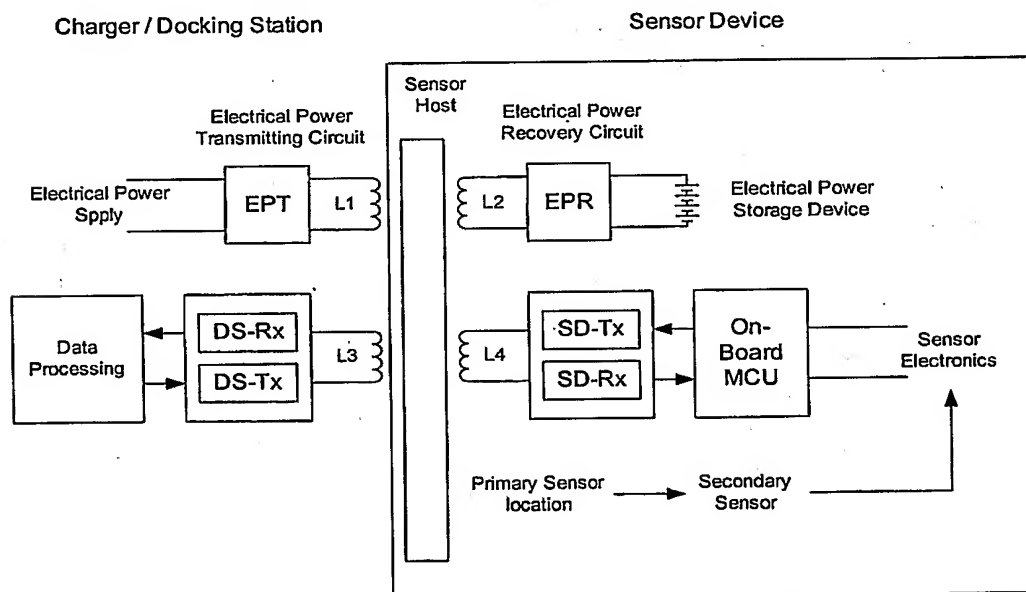 Charger / Docking Station
Sensor Device
Sensor
Host
Electrical Power
Transmitting Circuit
Electrical Power
Recovery Circuit
Electrical Power
Spply
EPT
L1
L2
EPR
Electrical Power
Storage Device
Data
Processing
DS-Rx
DS-Tx
L3
L4
SD-Tx
SD-Rx
On-
Board
MCU
Sensor
Electronics
Primary Sensor
location
Secondary
Sensor